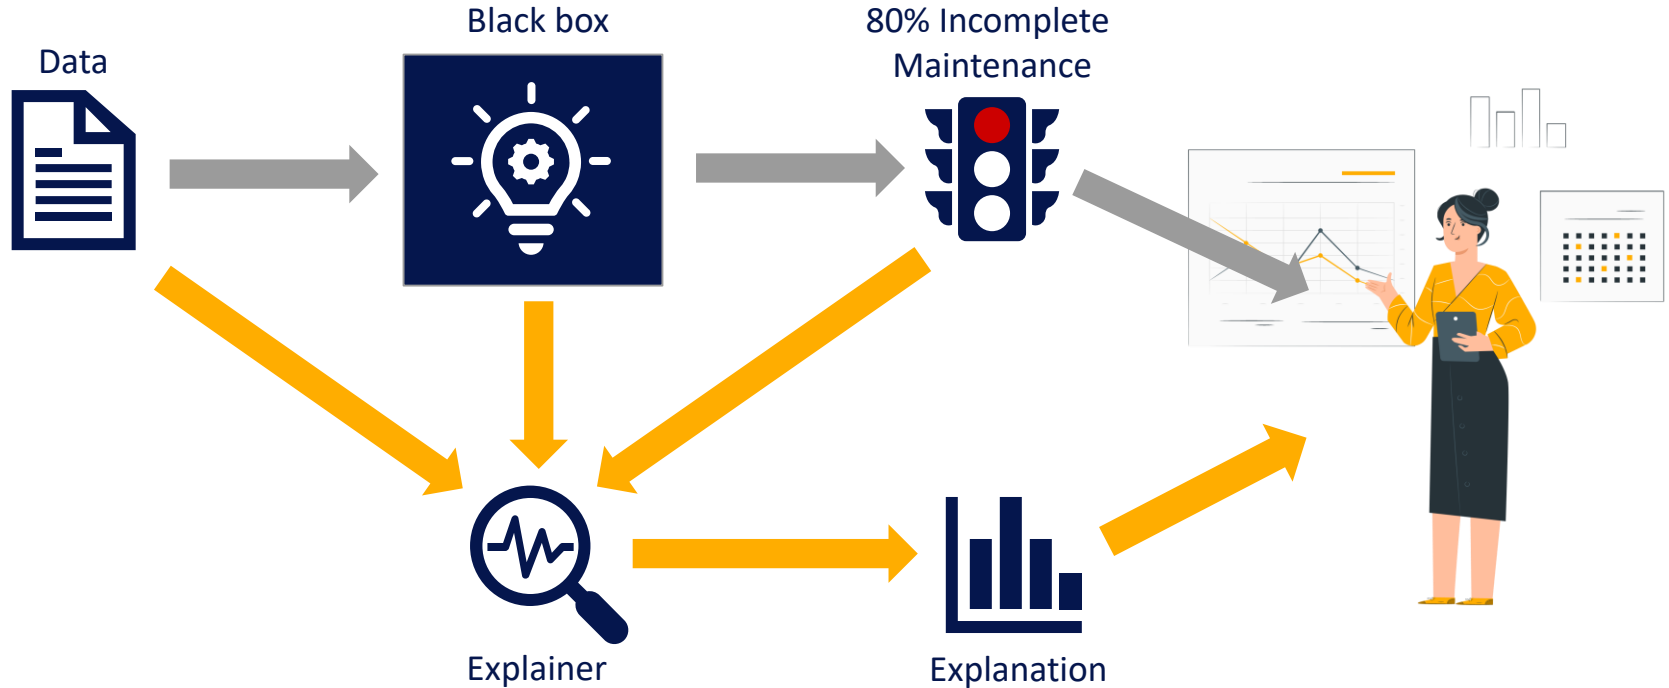 Data
Black box
80% Incomplete
Maintenance
Explainer
Explanation